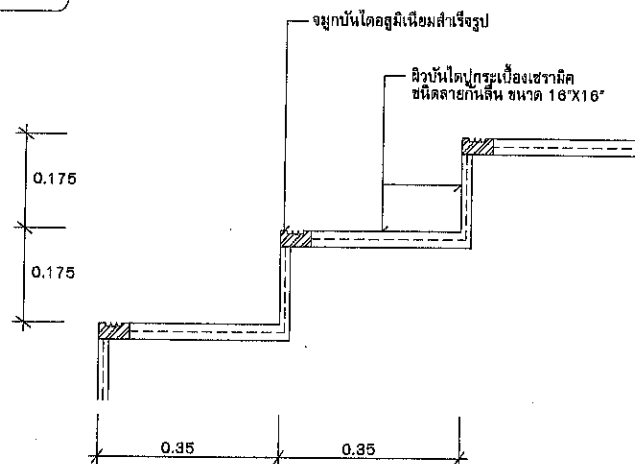 จมูกบันไดอลูมิเนียมสำเร็จรูป
ผิวบันไดปูกระเบื้องเซรามิค
ชนิดลายกันลื่น ขนาด 16"X16"
0.175
0.175
0.35
0.35